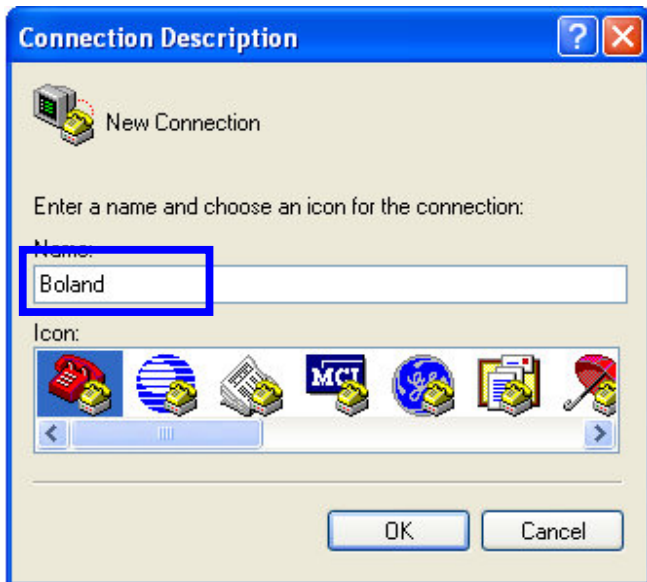 Connection Description
New Connection
Enter a name and choose an icon for the connection:
Name:
Boland
Icon:
MCI
OK Cancel